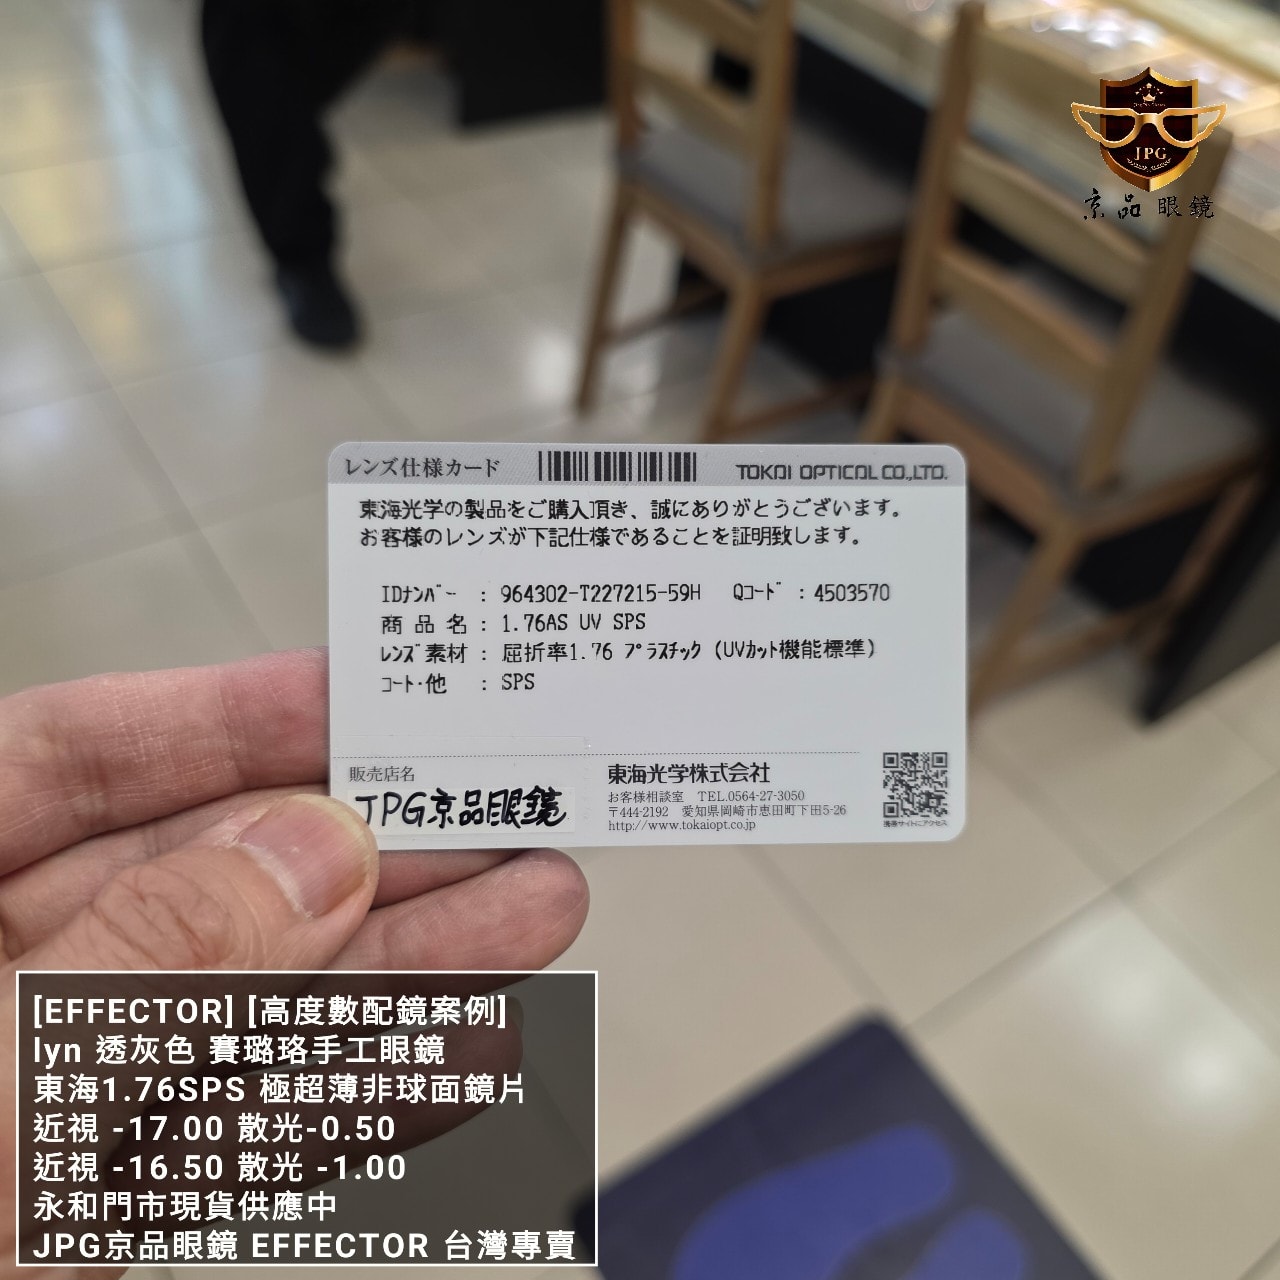 JPG
京品眼鏡
レンズ仕様カード
TOKAI OPTICAL CO.,LTD.
東海光学の製品をご購入頂き、誠にありがとうございます。
お客様のレンズが下記仕様であることを証明致します。
IDﾅﾝﾊﾞｰ : 964302-T227215-59H Qｺｰﾄﾞ : 4503570
商品名 : 1.76AS UV SPS
ﾚﾝｽﾞ素材 : 屈折率1.76 ﾌﾟﾗｽﾁｯｸ (UVｶｯﾄ機能標準)
ｺｰﾄ・他 : SPS
販売店名
JPG京品眼鏡
東海光学株式会社
お客様相談室 TEL.0564-27-3050
〒444-2192 愛知県岡崎市恵田町下田5-26
http://www.tokaiopt.co.jp
携帯サイトにアクセス
[EFFECTOR] [高度數配鏡案例]
lyn 透灰色 賽璐珞手工眼鏡
東海1.76SPS 極超薄非球面鏡片
近視 -17.00 散光-0.50
近視 -16.50 散光 -1.00
永和門市現貨供應中
JPG京品眼鏡 EFFECTOR 台灣專賣